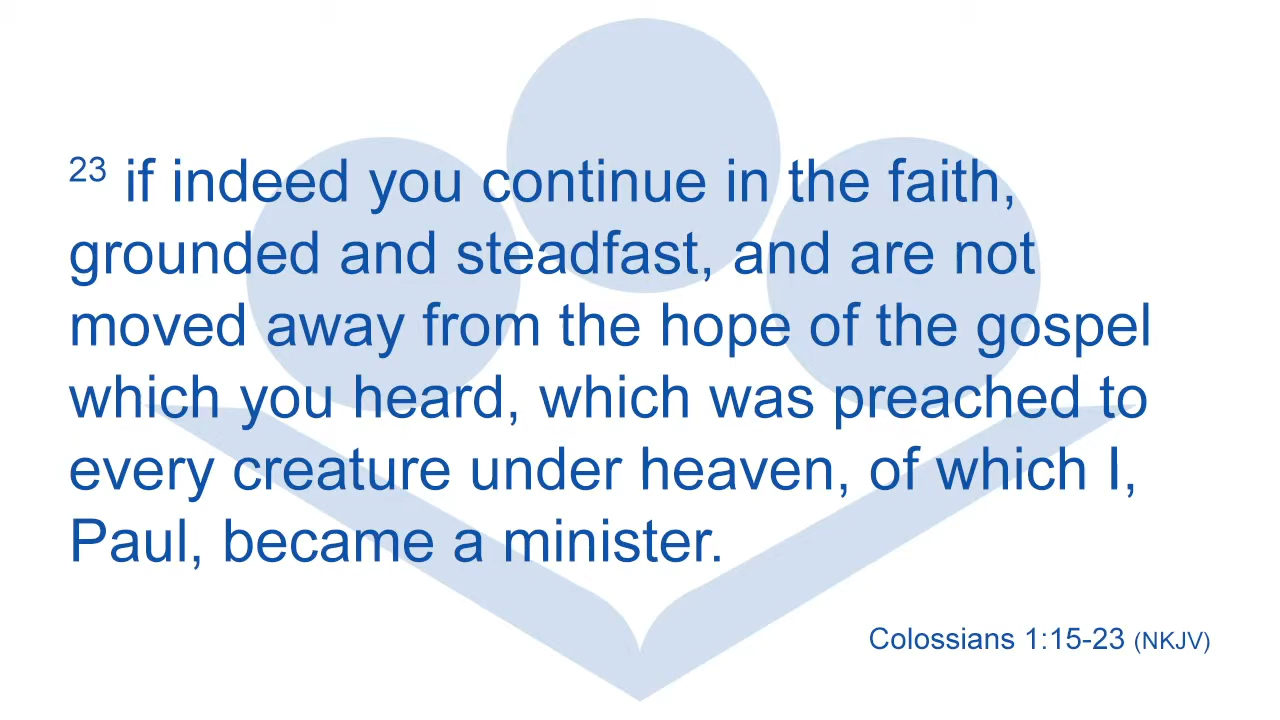 23 if indeed you continue in the faith,
grounded and steadfast, and are not
moved away from the hope of the gospel
which you heard, which was preached to
every creature under heaven, of which I,
Paul, became a minister.
Colossians 1:15-23 (NKJV)